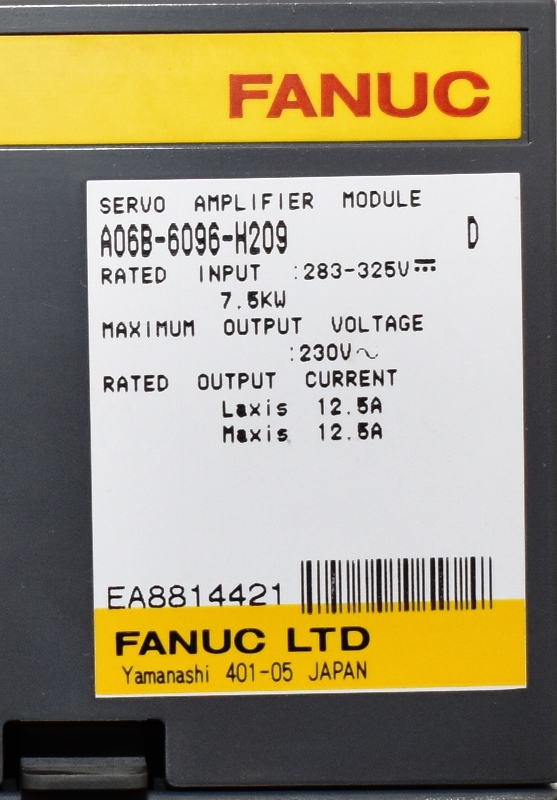 FANUC
SERVO AMPLIFIER MODULE
A06B-6096-H209 D
RATED INPUT :283-325V⎓
7.5KW
MAXIMUM OUTPUT VOLTAGE
:230V～
RATED OUTPUT CURRENT
Laxis 12.5A
Maxis 12.5A
EA8814421
FANUC LTD
Yamanashi 401-05 JAPAN